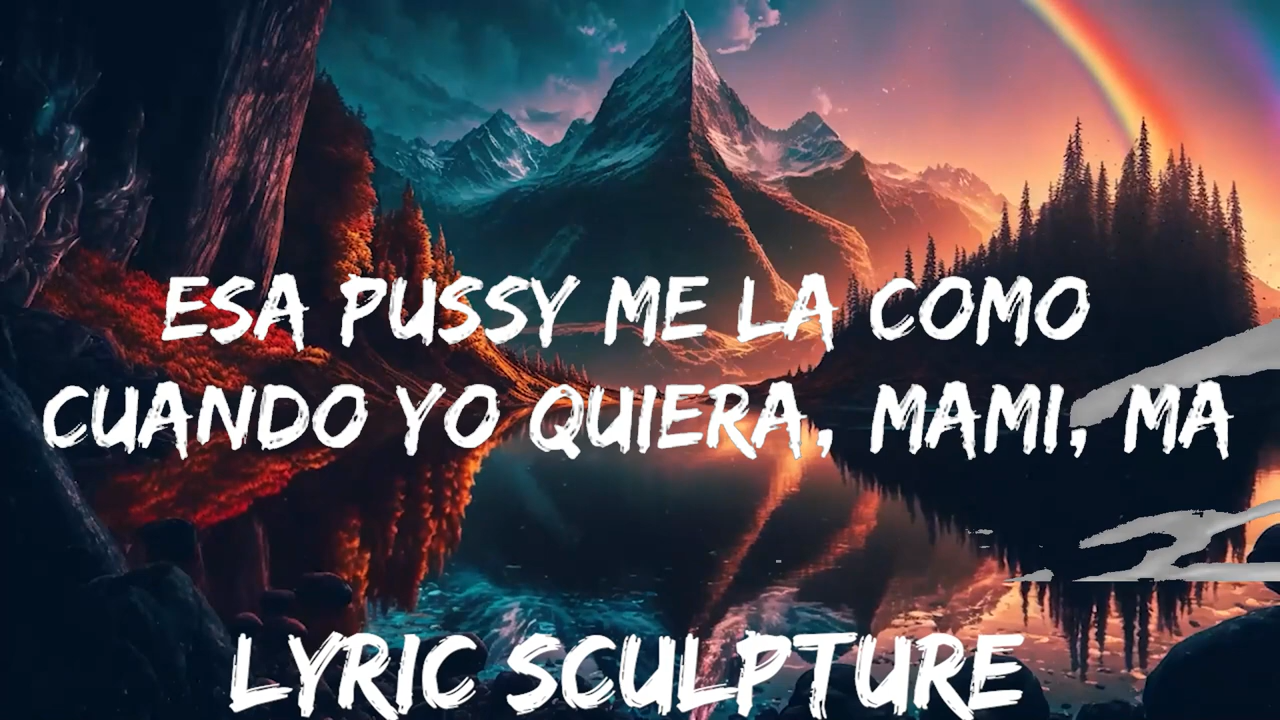 ESA PUSSY ME LA COMO
CUANDO YO QUIERA, MAMI, MA
LYRIC SCULPTURE